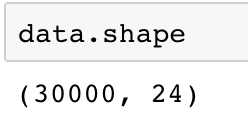 data.shape
(30000, 24)